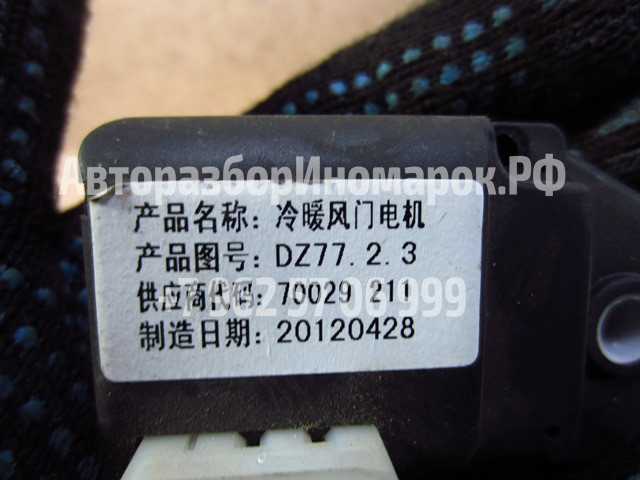 АвторазборИномарок.РФ
产品名称: 冷暖风门电机
产品图号: DZ77.2.3
供应商代码: 70029 211
制造日期: 20120428